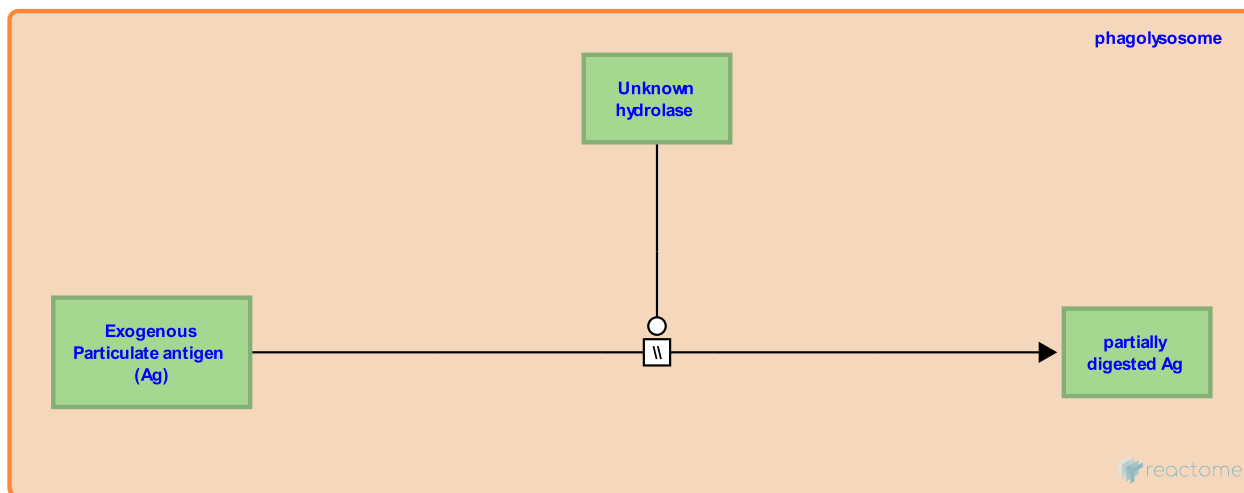 phagolysosome
Unknown
hydrolase
Exogenous
Particulate antigen
(Ag)
\\
partially
digested Ag
reactome